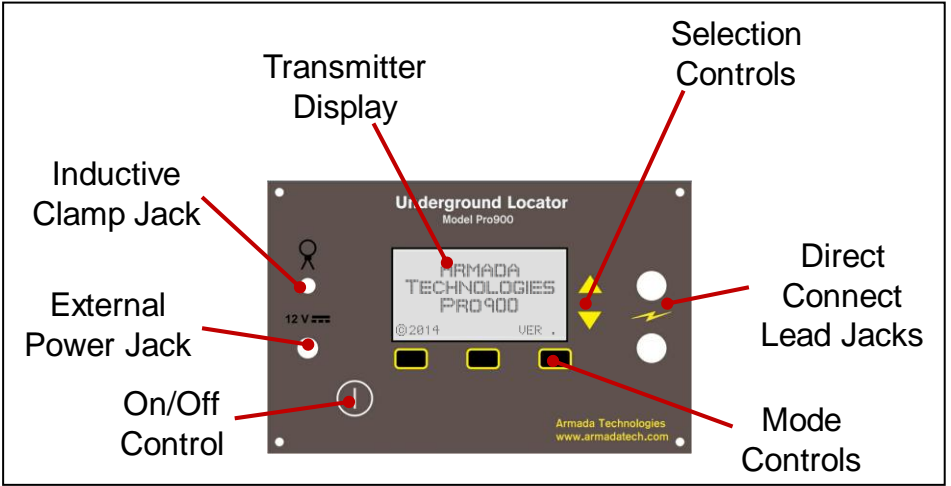 Selection
Controls
Transmitter
Display
Inductive
Clamp Jack
External
Power Jack
On/Off
Control
Direct
Connect
Lead Jacks
Mode
Controls
Underground Locator
Model Pro900
ARMADA
TECHNOLOGIES
PRO900
©2014 VER .
12 V
Armada Technologies
www.armadatech.com